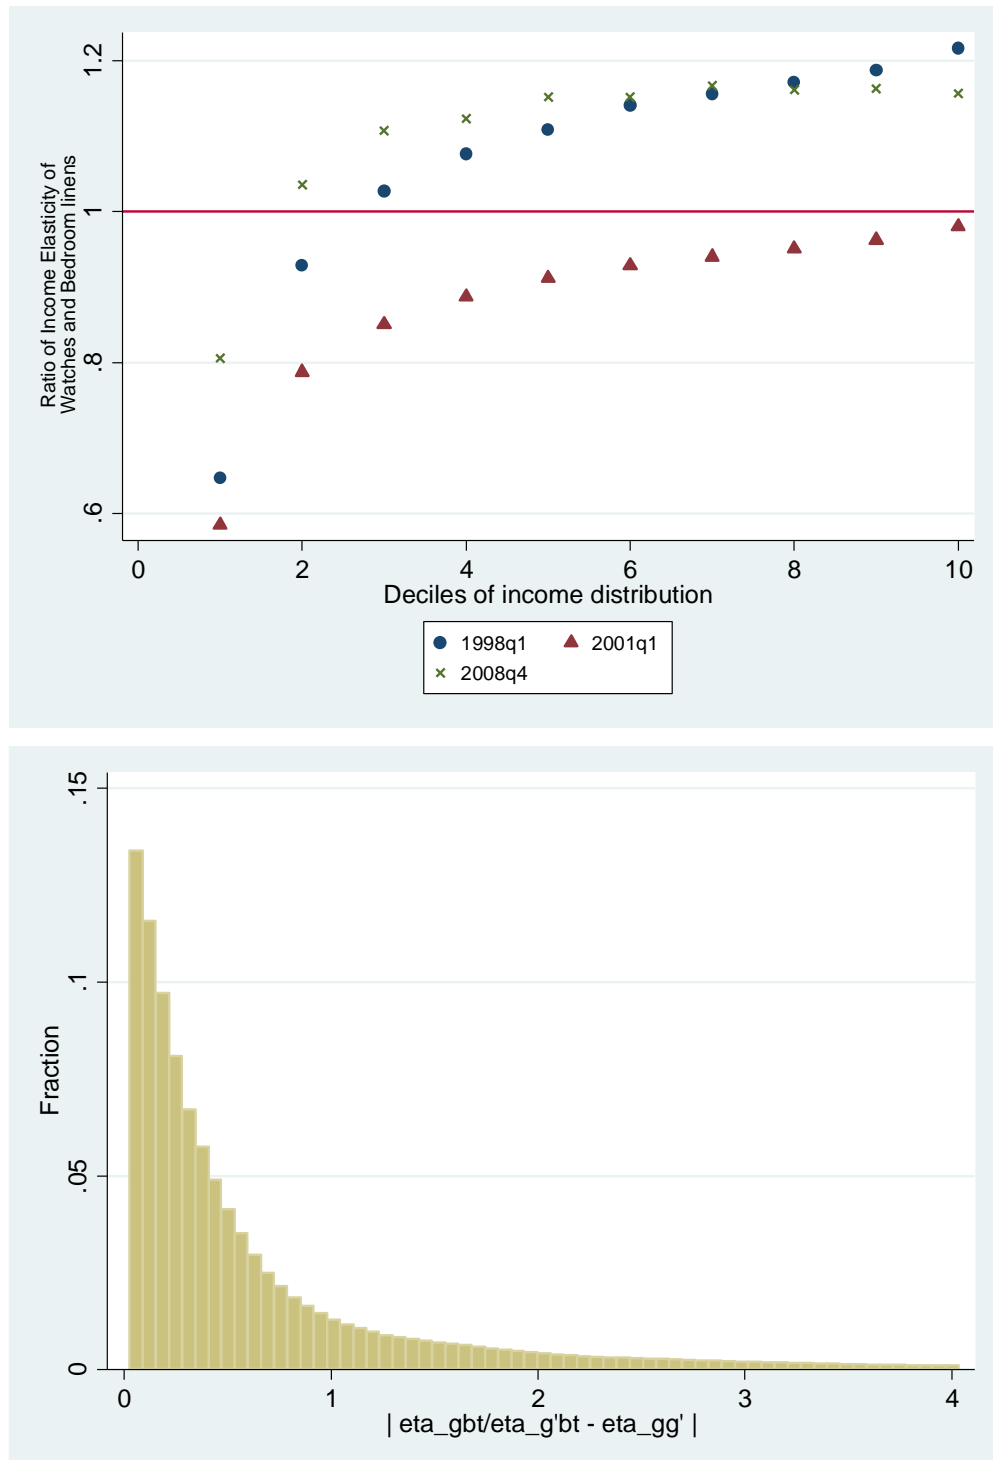 1.2
1
.8
.6
Ratio of Income Elasticity of
Watches and Bedroom linens
0 2 4 6 8 10
Deciles of income distribution
1998q1 2001q1
2008q4
.15
.1
.05
0
Fraction
0 1 2 3 4
| eta_gbt/eta_g'bt - eta_gg' |